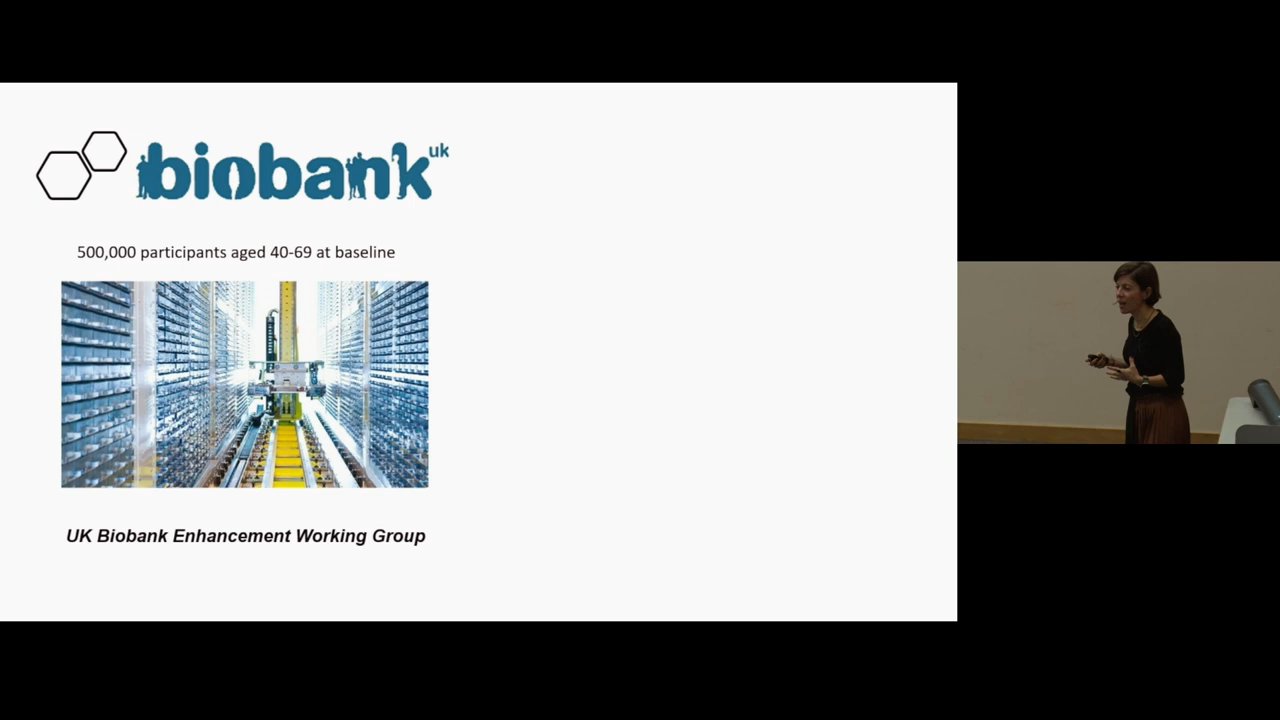 biobank uk
500,000 participants aged 40-69 at baseline
UK Biobank Enhancement Working Group